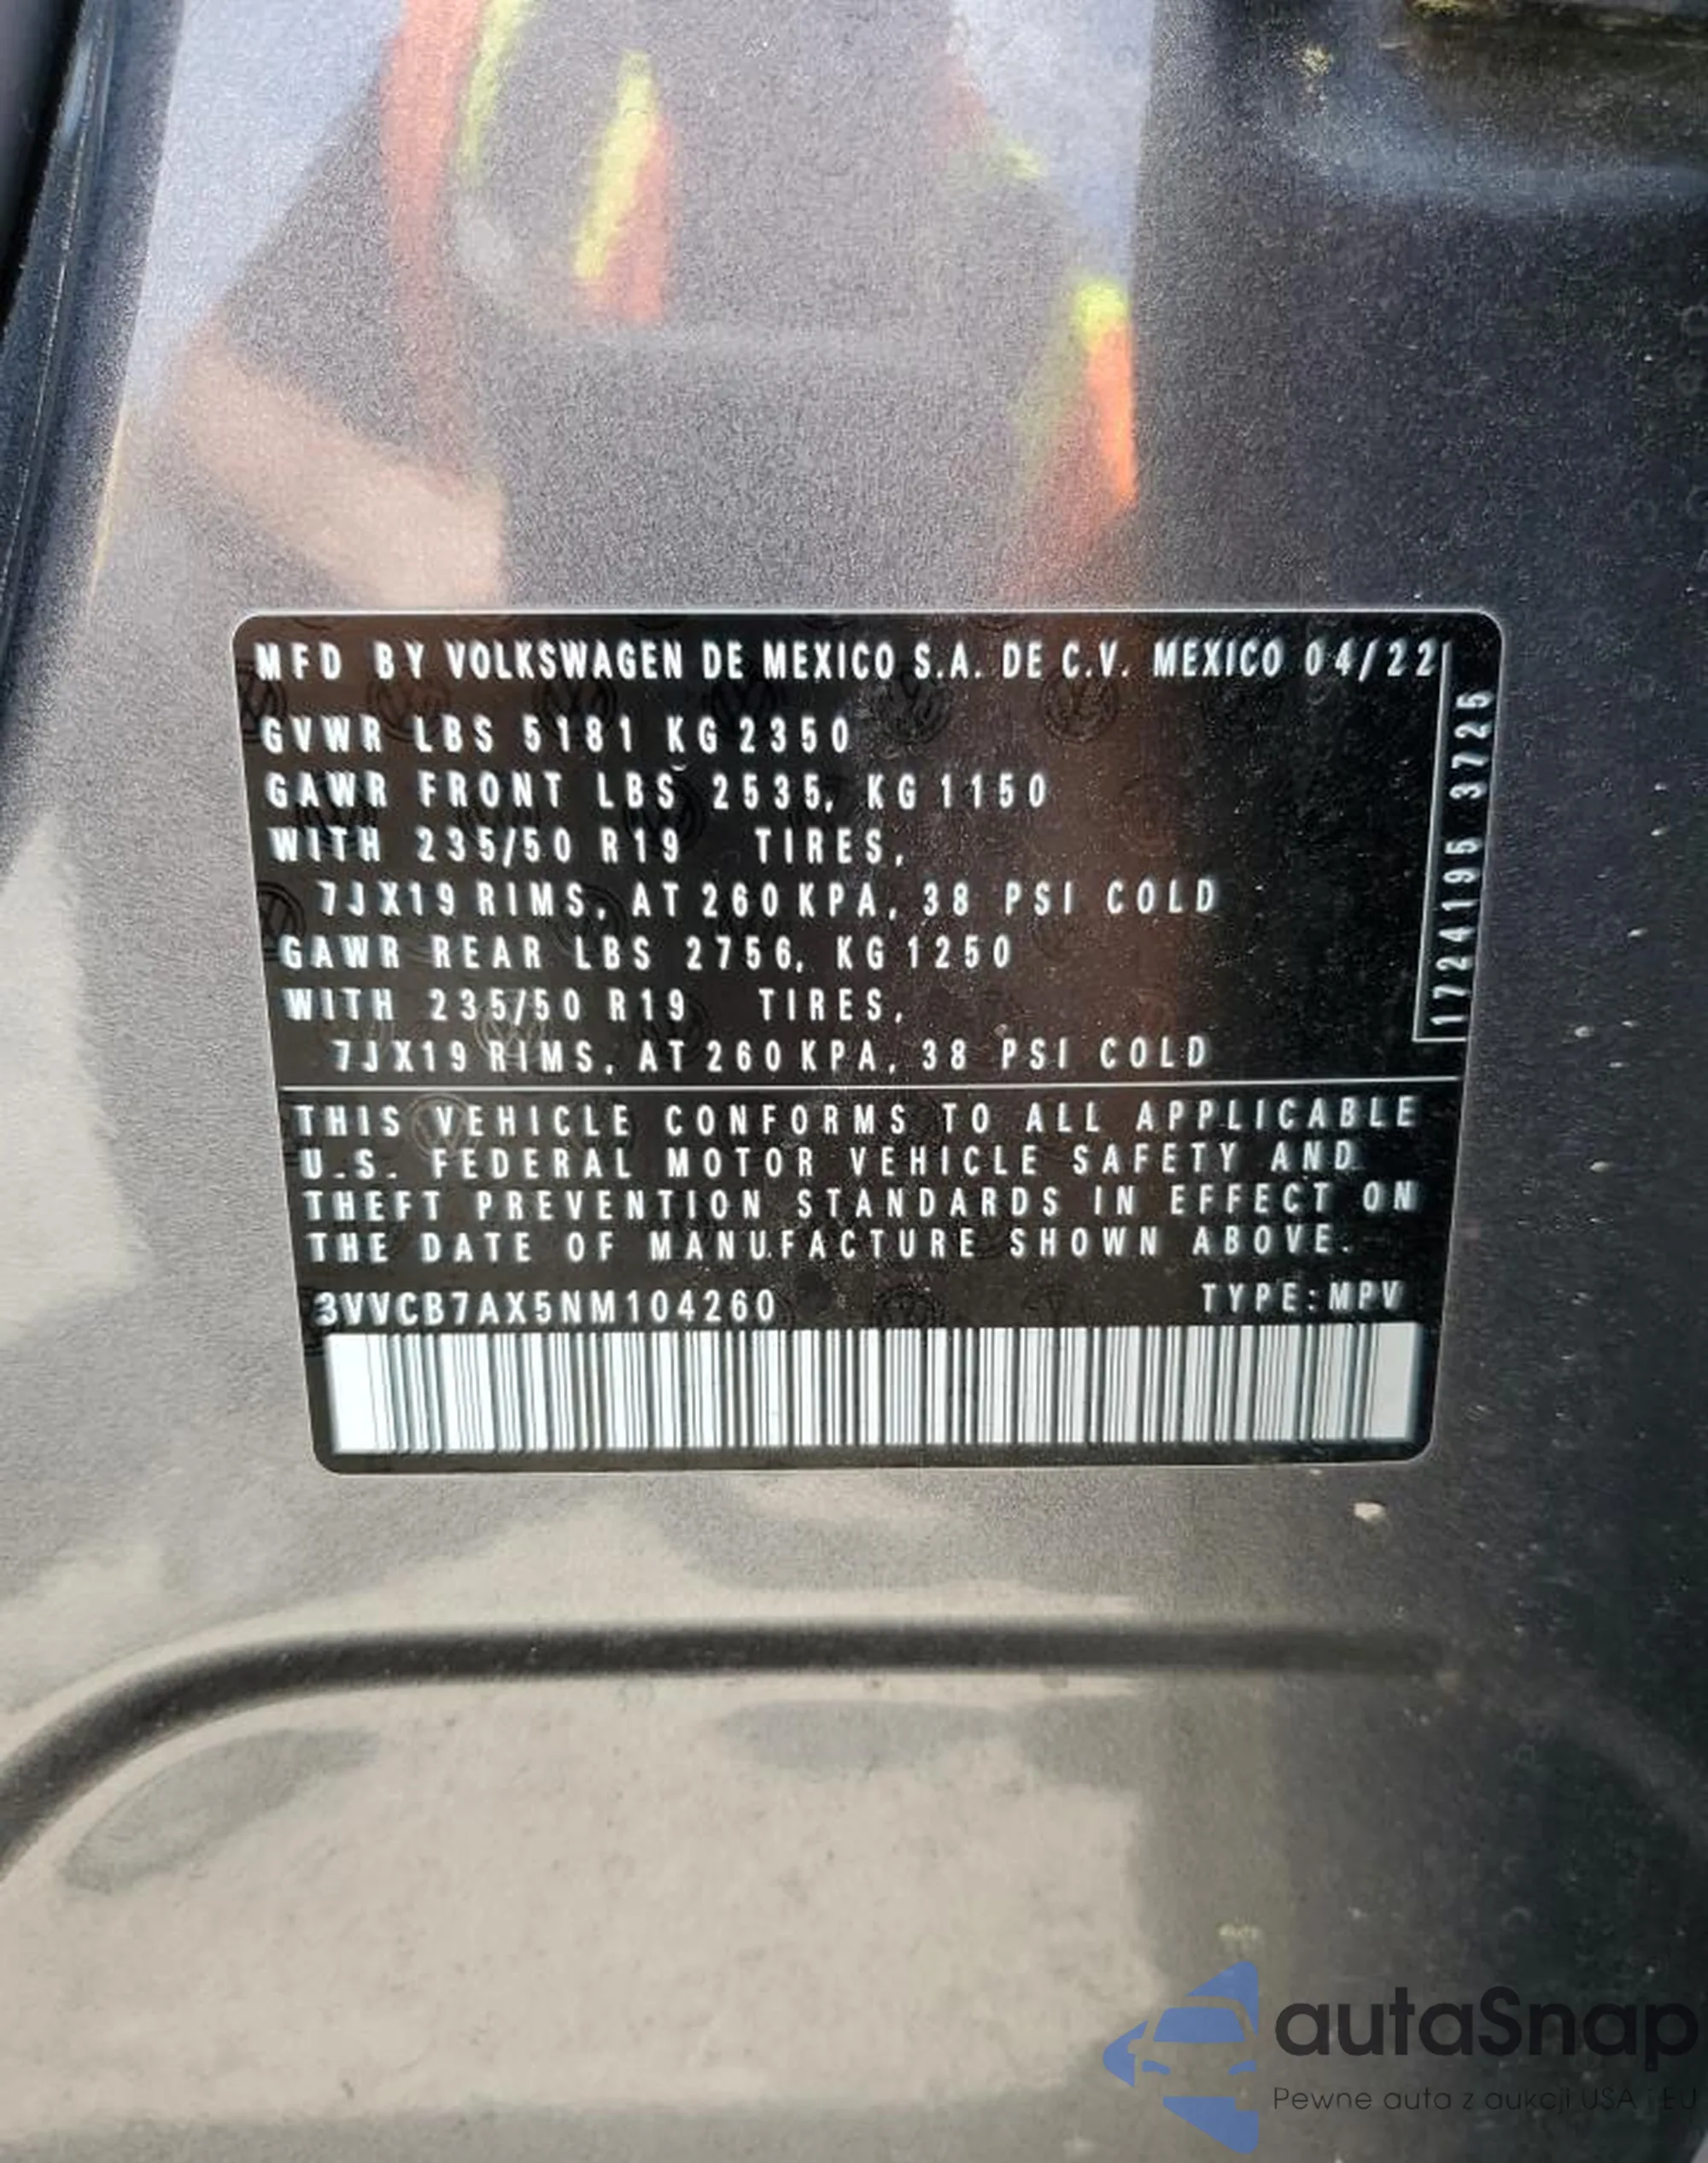 MFD BY VOLKSWAGEN DE MEXICO S.A. DE C.V. MEXICO 04/22
GVWR LBS 5181 KG 2350
GAWR FRONT LBS 2535, KG 1150
WITH 235/50 R19 TIRES,
7JX19 RIMS, AT 260 KPA, 38 PSI COLD
GAWR REAR LBS 2756, KG 1250
WITH 235/50 R19 TIRES,
7JX19 RIMS, AT 260 KPA, 38 PSI COLD
1724195 3725
THIS VEHICLE CONFORMS TO ALL APPLICABLE
U.S. FEDERAL MOTOR VEHICLE SAFETY AND
THEFT PREVENTION STANDARDS IN EFFECT ON
THE DATE OF MANUFACTURE SHOWN ABOVE.
3VVCB7AX5NM104260 TYPE:MPV
autaSnap
Pewne auta z aukcji USA i EU